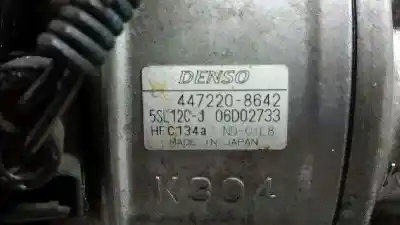 DENSO
447220-8642
5SL12C-J 06D02733
HFC134a ND-OIL8
MADE IN JAPAN
K304